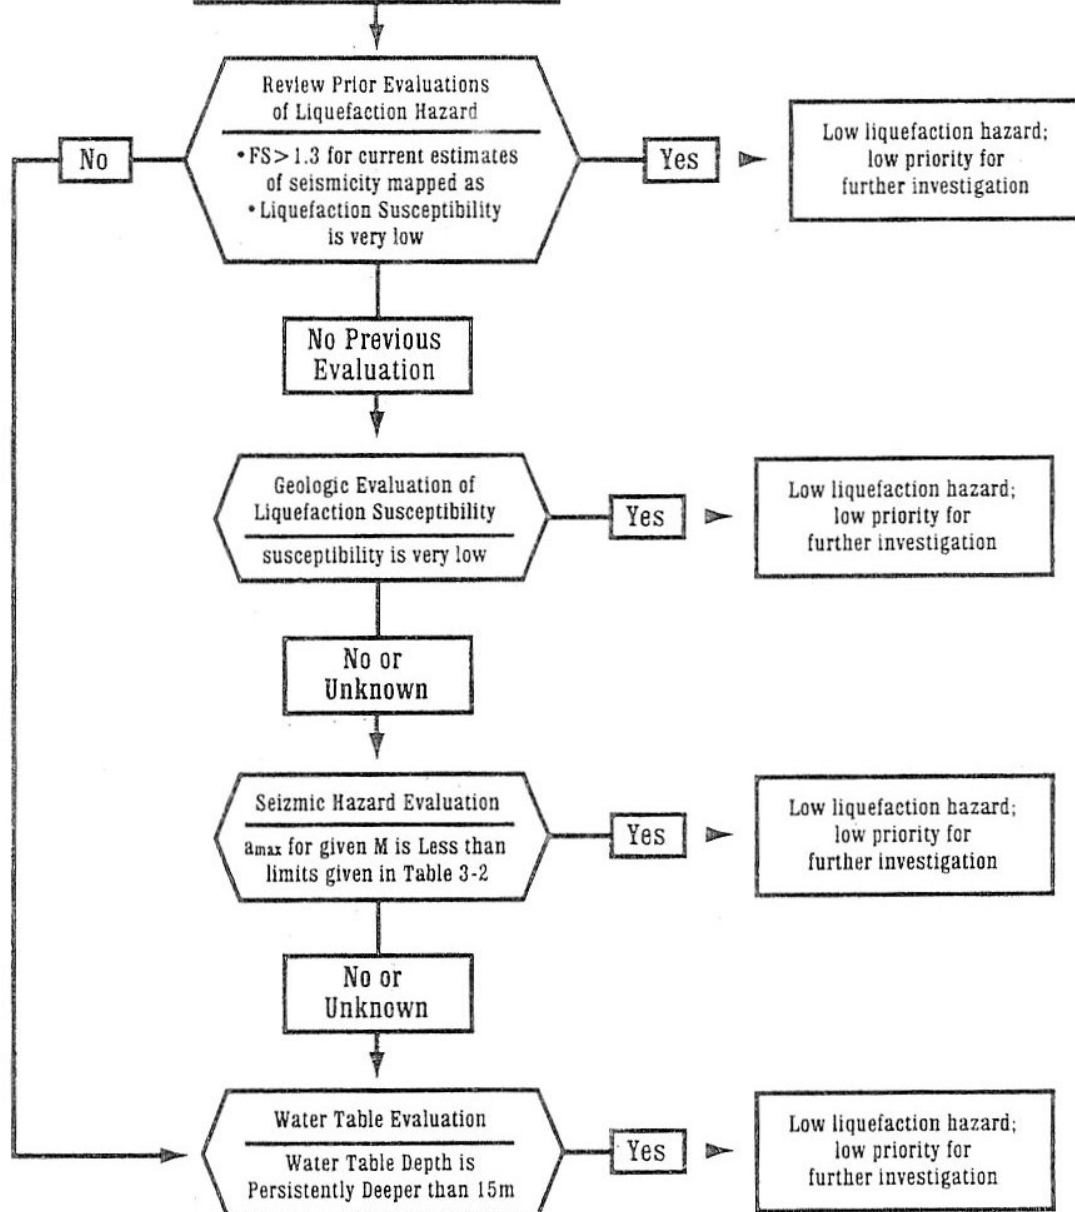 Review Prior Evaluations
of Liquefaction Hazard
• FS > 1.3 for current estimates
of seismicity mapped as
• Liquefaction Susceptibility
is very low
No
Yes
Low liquefaction hazard;
low priority for
further investigation
No Previous
Evaluation
Geologic Evaluation of
Liquefaction Susceptibility
susceptibility is very low
Yes
Low liquefaction hazard;
low priority for
further investigation
No or
Unknown
Seizmic Hazard Evaluation
amax for given M is Less than
limits given in Table 3-2
Yes
Low liquefaction hazard;
low priority for
further investigation
No or
Unknown
Water Table Evaluation
Water Table Depth is
Persistently Deeper than 15m
Yes
Low liquefaction hazard;
low priority for
further investigation